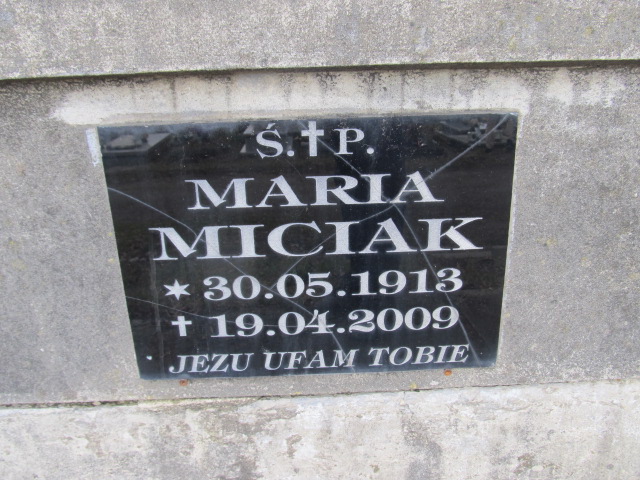 Ś.✝P.
MARIA
MICIAK
✶ 30.05.1913
✝ 19.04.2009
JEZU UFAM TOBIE